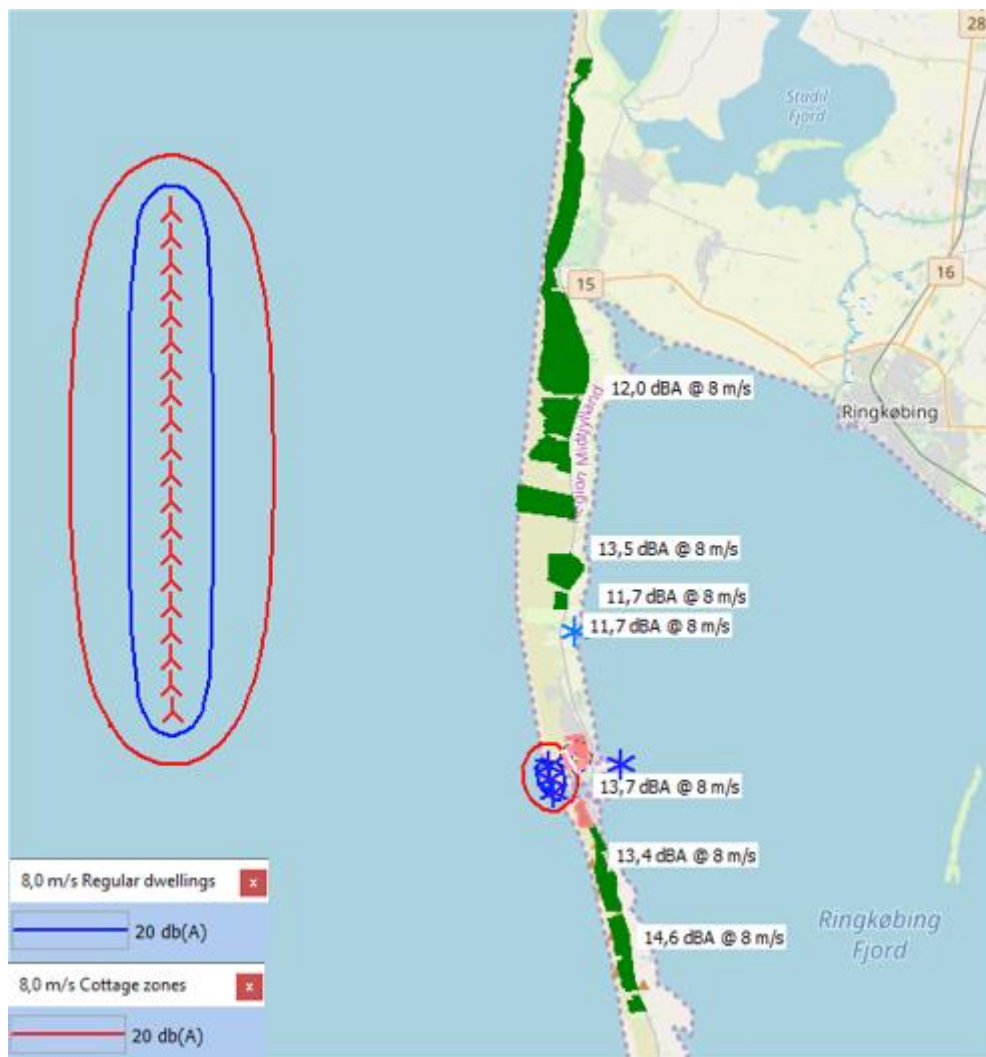 28
Stadil
Fjord
16
15
12,0 dBA @ 8 m/s
Ringkøbing
Region Midtjylland
13,5 dBA @ 8 m/s
11,7 dBA @ 8 m/s
11,7 dBA @ 8 m/s
13,7 dBA @ 8 m/s
13,4 dBA @ 8 m/s
8,0 m/s Regular dwellings x
20 db(A)
Ringkøbing
Fjord
14,6 dBA @ 8 m/s
8,0 m/s Cottage zones x
20 db(A)